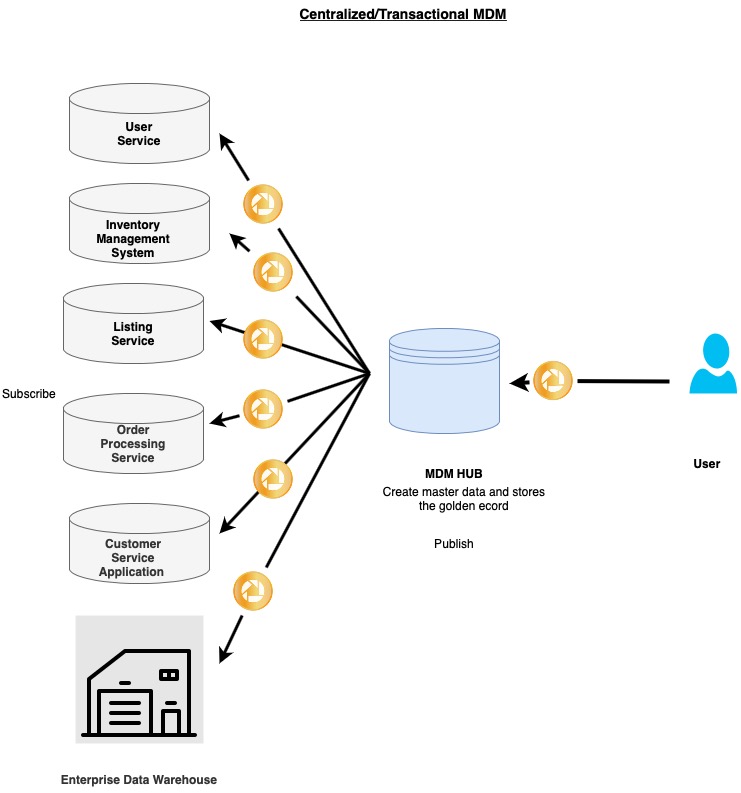 Centralized/Transactional MDM
User
Service
Inventory
Management
System
Listing
Service
Subscribe
Order
Processing
Service
Customer
Service
Application
Enterprise Data Warehouse
MDM HUB
Create master data and stores
the golden ecord
Publish
User